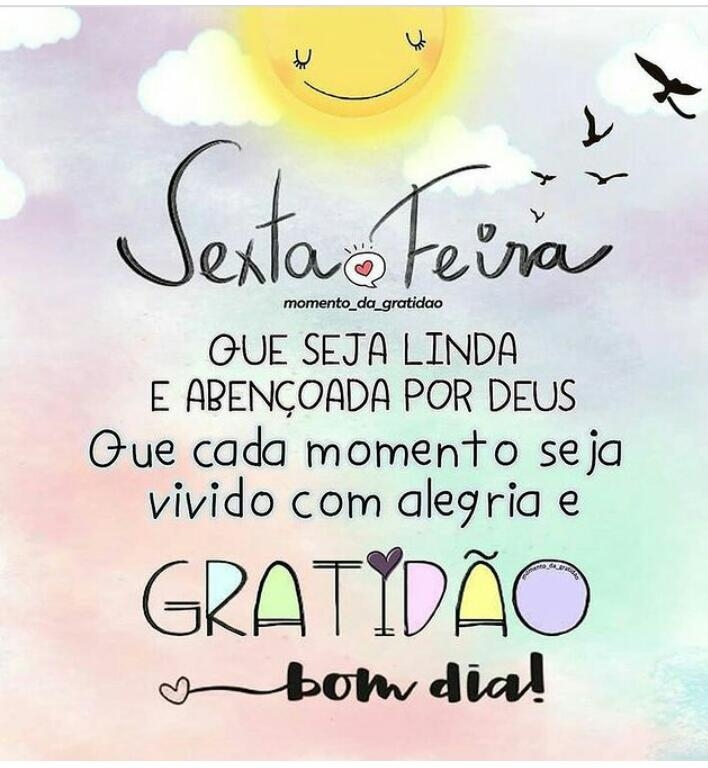 Sexta Feira
momento_da_gratidao
QUE SEJA LINDA
E ABENÇOADA POR DEUS
Que cada momento seja
vivido com alegria e
GRATIDÃO
momento_da_gratidao
bom dia!